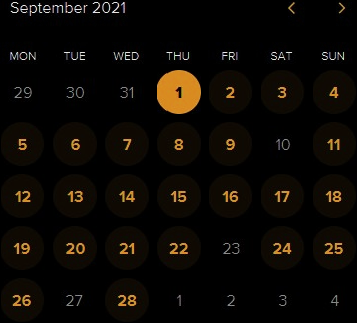 September 2021
MON TUE WED THU FRI SAT SUN
29 30 31 1 2 3 4
5 6 7 8 9 10 11
12 13 14 15 16 17 18
19 20 21 22 23 24 25
26 27 28 1 2 3 4